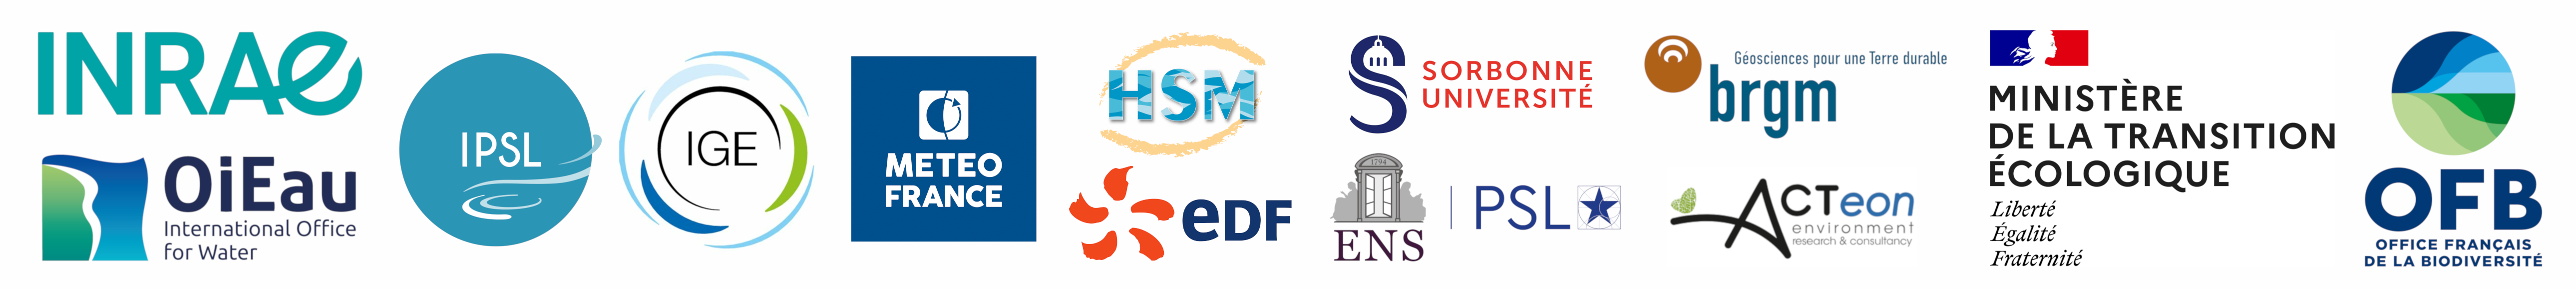 INRAE
OiEau
International Office
for Water
IPSL
IGE
METEO
FRANCE
HSM
eDF
SORBONNE
UNIVERSITÉ
1794
ENS
PSL
Géosciences pour une Terre durable
brgm
ACTeon
environment
research & consultancy
MINISTÈRE
DE LA TRANSITION
ÉCOLOGIQUE
Liberté
Égalité
Fraternité
OFB
OFFICE FRANÇAIS
DE LA BIODIVERSITÉ